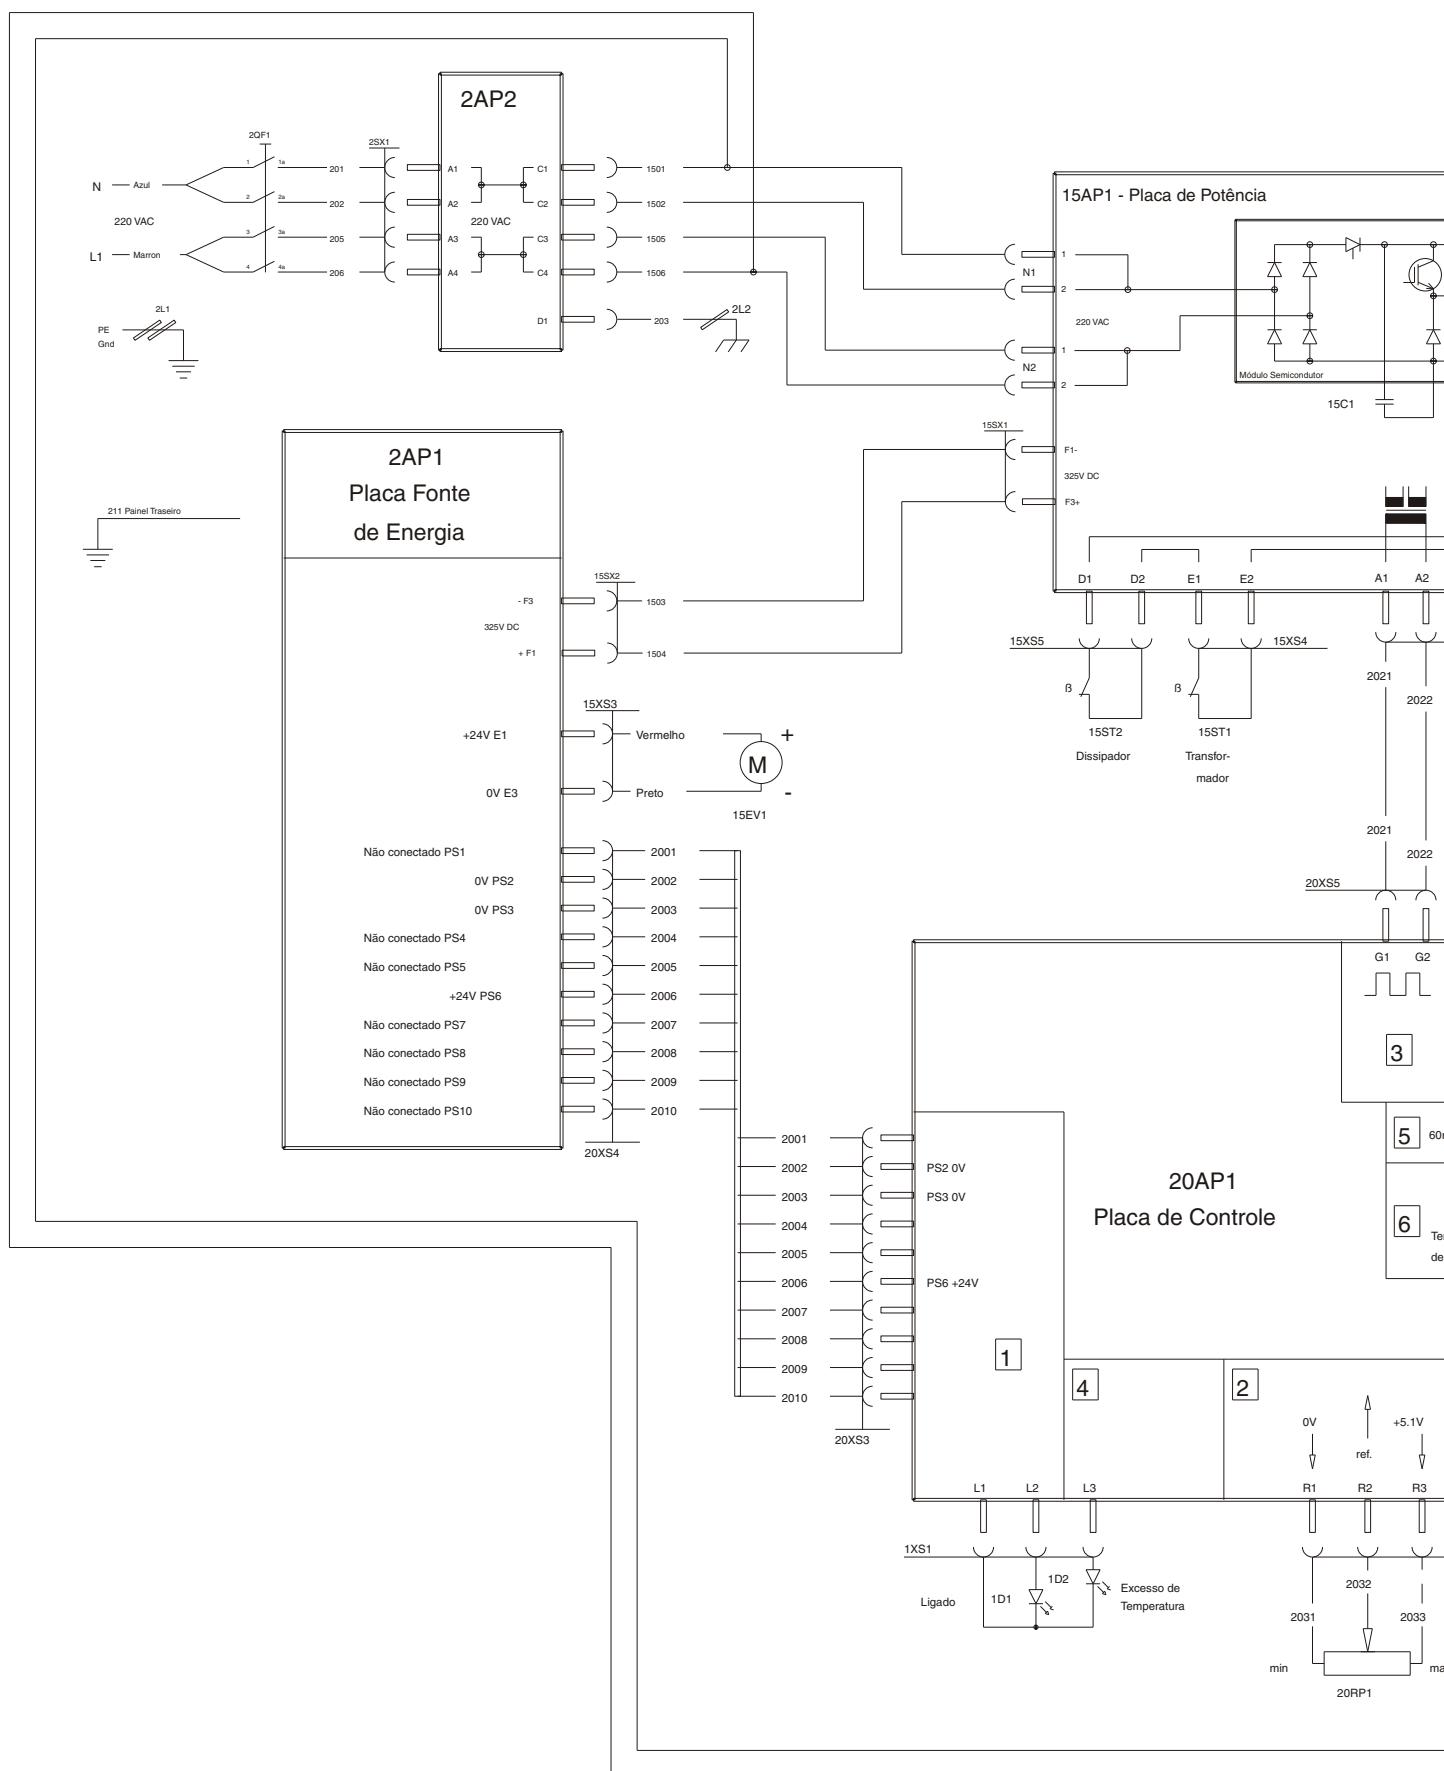 2AP2
2QF1
2SX1
N
Azul
1
1a
201
A1
C1
1501
2
2a
202
A2
C2
1502
220 VAC
220 VAC
3
3a
205
A3
C3
1505
L1
Marron
4
4a
206
A4
C4
1506
2L1
PE
Gnd
D1
203
2L2
15AP1 - Placa de Potência
1
N1
2
220 VAC
1
N2
2
Módulo Semicondutor
15C1
15SX1
F1-
325V DC
F3+
2AP1
Placa Fonte
de Energia
211 Painel Traseiro
15SX2
- F3
1503
325V DC
+ F1
1504
D1
D2
E1
E2
A1
A2
15XS5
15XS4
ß
ß
15ST2
15ST1
Dissipador
Transfor-
mador
2021
2022
2021
2022
20XS5
15XS3
+24V E1
Vermelho
+
M
0V E3
Preto
-
15EV1
Não conectado PS1
2001
0V PS2
2002
0V PS3
2003
Não conectado PS4
2004
Não conectado PS5
2005
+24V PS6
2006
Não conectado PS7
2007
Não conectado PS8
2008
Não conectado PS9
2009
Não conectado PS10
2010
20XS4
G1
G2
3
5
6
20AP1
Placa de Controle
2001
2002
PS2 0V
2003
PS3 0V
2004
2005
2006
PS6 +24V
2007
2008
2009
2010
20XS3
1
4
2
0V
ref.
+5.1V
L1
L2
L3
R1
R2
R3
1XS1
Ligado
1D1
1D2
Excesso de
Temperatura
2031
2032
2033
min
20RP1